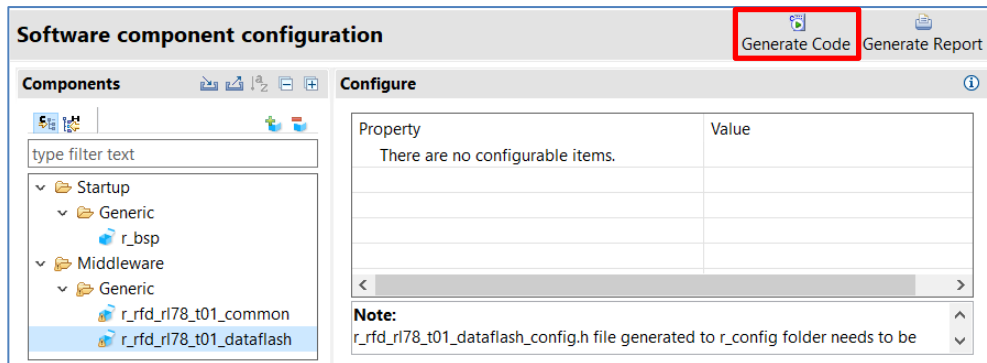 Software component configuration
Generate Code
Generate Report
Components
Configure
type filter text
Startup
Generic
r_bsp
Middleware
Generic
r_rfd_rl78_t01_common
r_rfd_rl78_t01_dataflash
Property Value
There are no configurable items.
Note:
r_rfd_rl78_t01_dataflash_config.h file generated to r_config folder needs to be